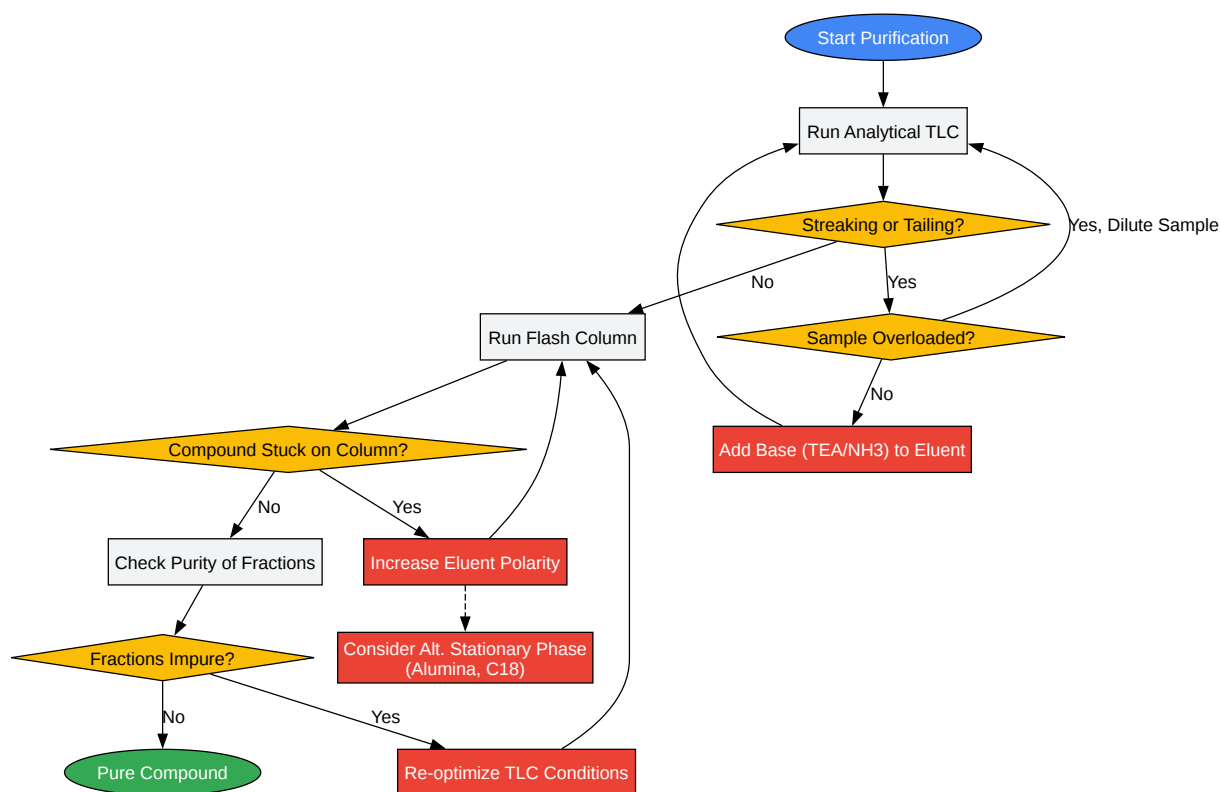 Start Purification
Run Analytical TLC
Streaking or Tailing?
Yes, Dilute Sample
No
Yes
Run Flash Column
Sample Overloaded?
No
Compound Stuck on Column?
Add Base (TEA/NH3) to Eluent
No
Yes
Check Purity of Fractions
Increase Eluent Polarity
Fractions Impure?
Consider Alt. Stationary Phase
(Alumina, C18)
No
Yes
Pure Compound
Re-optimize TLC Conditions